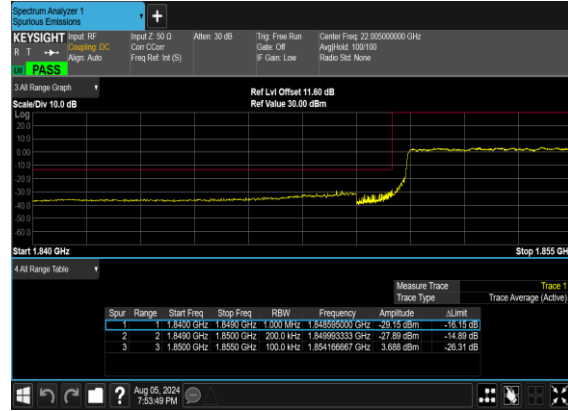 Spectrum Analyzer 1
Spurious Emissions
+
KEYSIGHT Input: RF Input Z: 50 Ω Atten: 30 dB Trig: Free Run Center Freq: 22.005000000 GHz
R T Coupling: DC Corr CCorr Gate: Off Avg|Hold: 100/100
Align: Auto Freq Ref: Int (S) IF Gain: Low Radio Std: None
PASS
3 All Range Graph
Ref Lvl Offset 11.60 dB
Scale/Div 10.0 dB Ref Value 30.00 dBm
Log
20.0
10.0
0.00
-10.0
-20.0
-30.0
-40.0
-50.0
-60.0
Start 1.840 GHz Stop 1.855 GH
4 All Range Table
Measure Trace Trace 1
Trace Type Trace Average (Active)
Spur Range Start Freq Stop Freq RBW Frequency Amplitude ΔLimit
1 1 1.8400 GHz 1.8490 GHz 1.000 MHz 1.848595000 GHz -29.15 dBm -16.15 dB
2 2 1.8490 GHz 1.8500 GHz 200.0 kHz 1.849993333 GHz -27.89 dBm -14.89 dB
3 3 1.8500 GHz 1.8550 GHz 100.0 kHz 1.854166667 GHz 3.688 dBm -26.31 dB
? Aug 05, 2024
7:53:49 PM